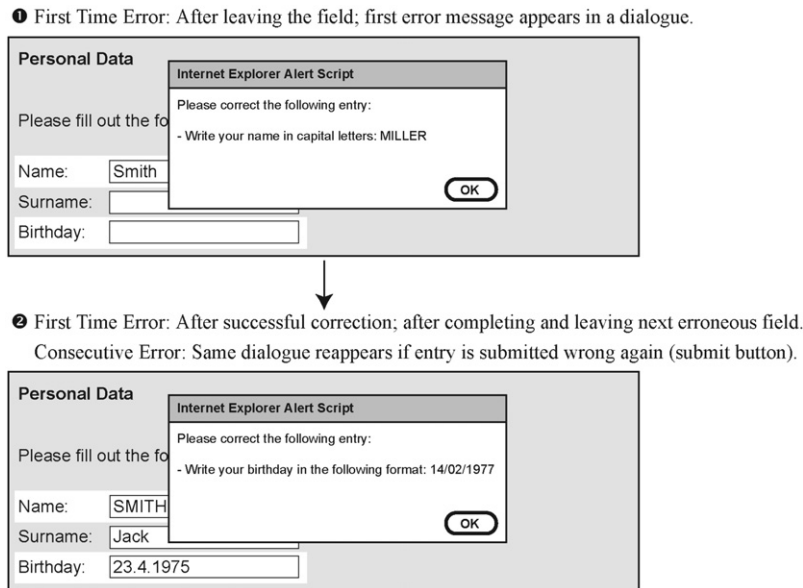 ❶ First Time Error: After leaving the field; first error message appears in a dialogue.
Personal Data
Internet Explorer Alert Script
Please correct the following entry:
Please fill out the fo
- Write your name in capital letters: MILLER
Name: Smith
OK
Surname:
Birthday:
❷ First Time Error: After successful correction; after completing and leaving next erroneous field.
Consecutive Error: Same dialogue reappears if entry is submitted wrong again (submit button).
Personal Data
Internet Explorer Alert Script
Please correct the following entry:
Please fill out the fo
- Write your birthday in the following format: 14/02/1977
Name: SMITH
OK
Surname: Jack
Birthday: 23.4.1975